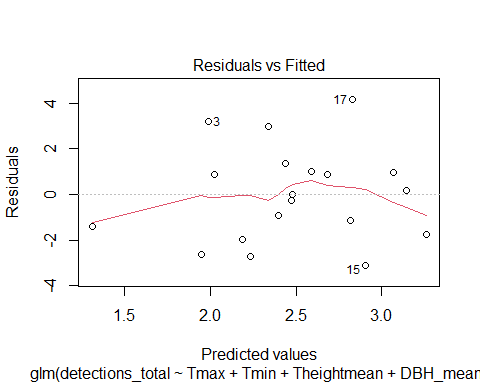 Residuals vs Fitted
Residuals
4
2
0
-2
-4
17
3
15
1.5 2.0 2.5 3.0
Predicted values
glm(detections_total ~ Tmax + Tmin + Theightmean + DBH_mean